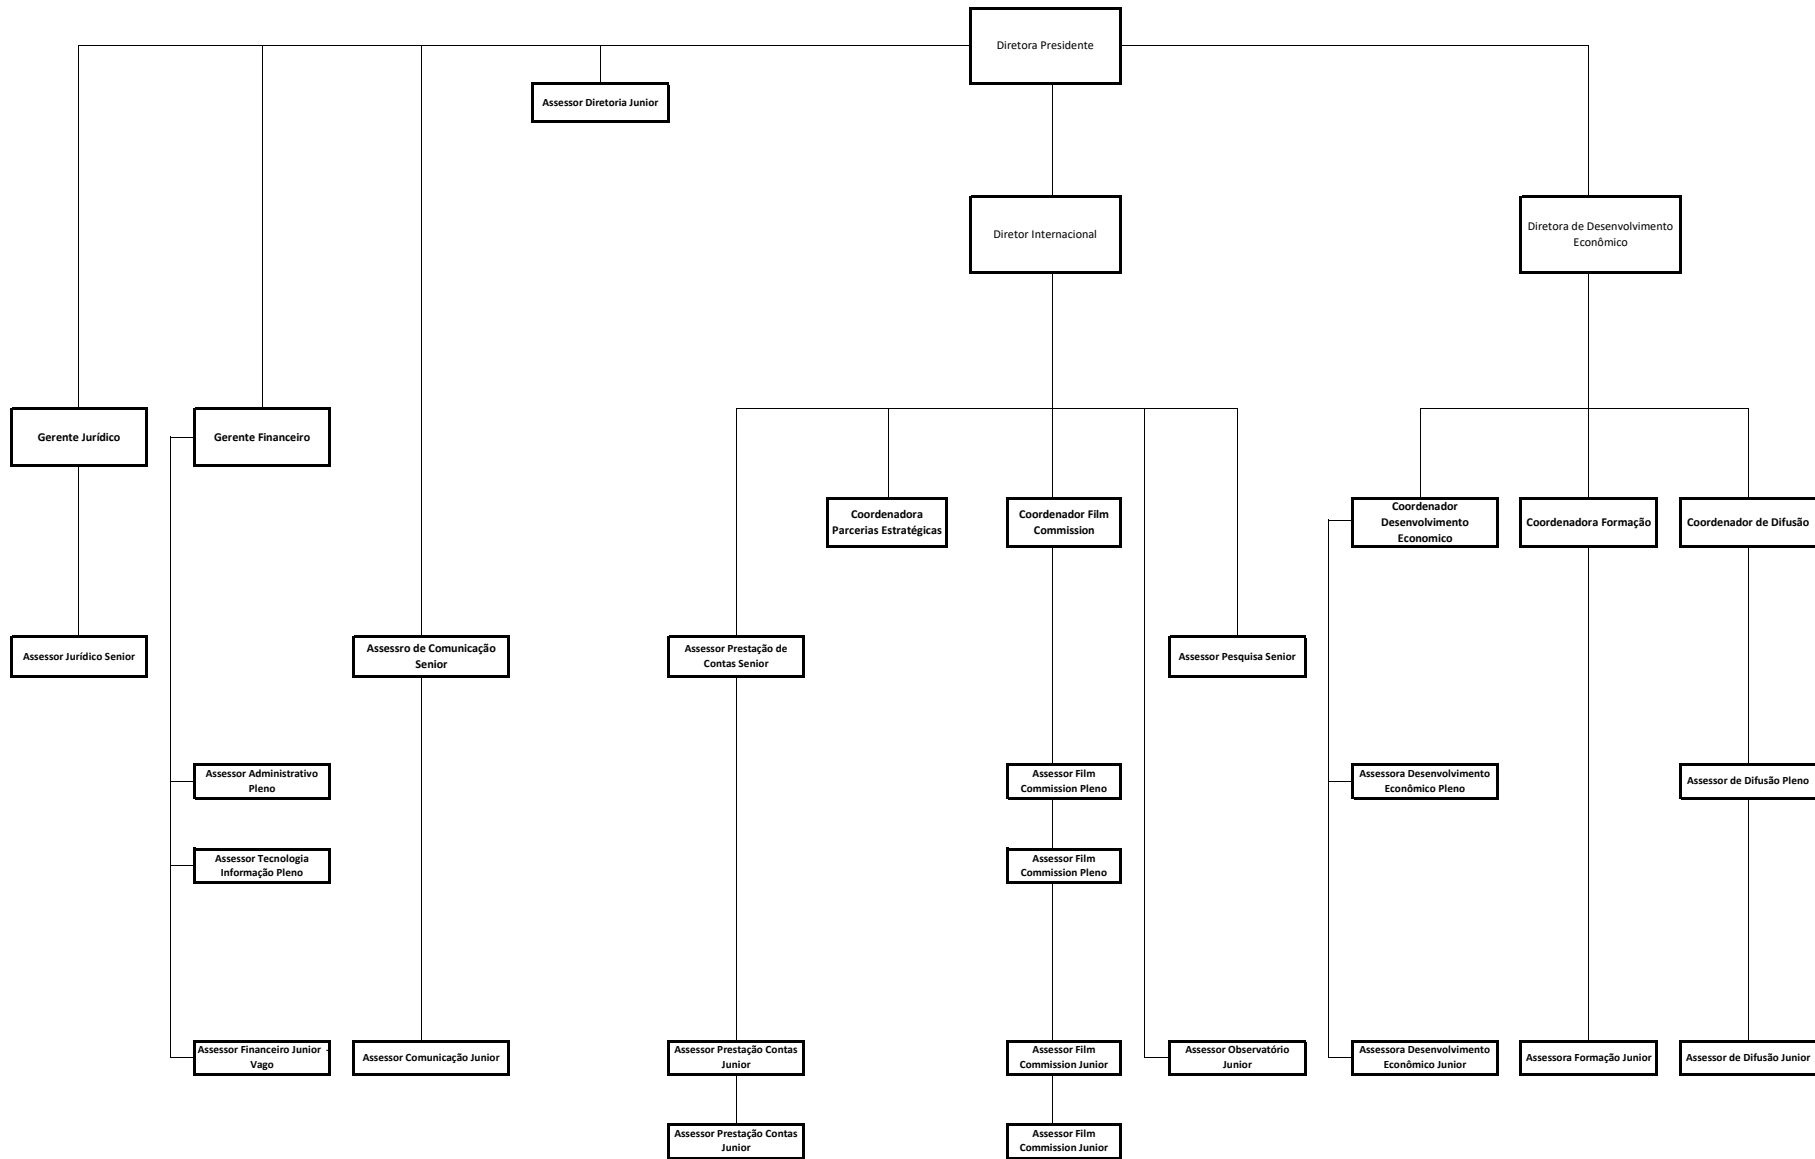 Diretora Presidente
Assessor Diretoria Junior
Diretor Internacional
Diretora de Desenvolvimento
Econômico
Gerente Jurídico
Gerente Financeiro
Coordenadora
Parcerias Estratégicas
Coordenador Film
Commission
Coordenador
Desenvolvimento
Economico
Coordenadora Formação
Coordenador de Difusão
Assessor Jurídico Senior
Assessro de Comunicação
Senior
Assessor Prestação de
Contas Senior
Assessor Pesquisa Senior
Assessor Administrativo
Pleno
Assessor Film
Commission Pleno
Assessora Desenvolvimento
Econômico Pleno
Assessor de Difusão Pleno
Assessor Tecnologia
Informação Pleno
Assessor Film
Commission Pleno
Assessor Financeiro Junior -
Vago
Assessor Comunicação Junior
Assessor Prestação Contas
Junior
Assessor Film
Commission Junior
Assessor Observatório
Junior
Assessora Desenvolvimento
Econômico Junior
Assessora Formação Junior
Assessor de Difusão Junior
Assessor Prestação Contas
Junior
Assessor Film
Commission Junior